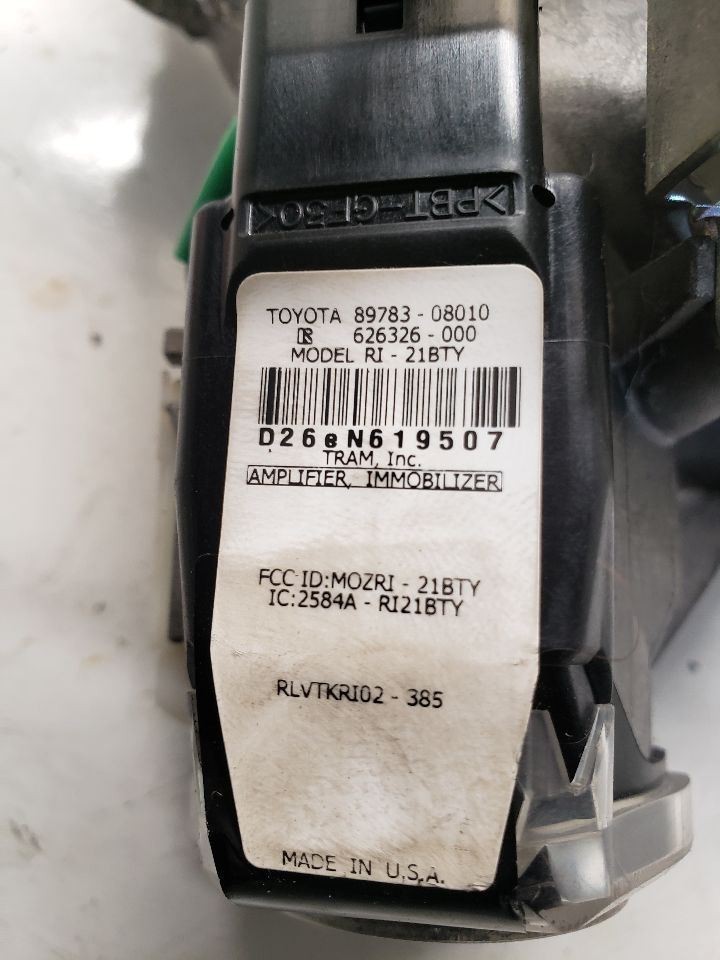 >PBT-GF30<
TOYOTA 89783 - 08010
626326 - 000
MODEL RI - 21BTY
D26eN619507
TRAM, Inc.
AMPLIFIER, IMMOBILIZER
FCC ID:MOZRI - 21BTY
IC:2584A - RI21BTY
RLVTKRI02 - 385
MADE IN U.S.A.